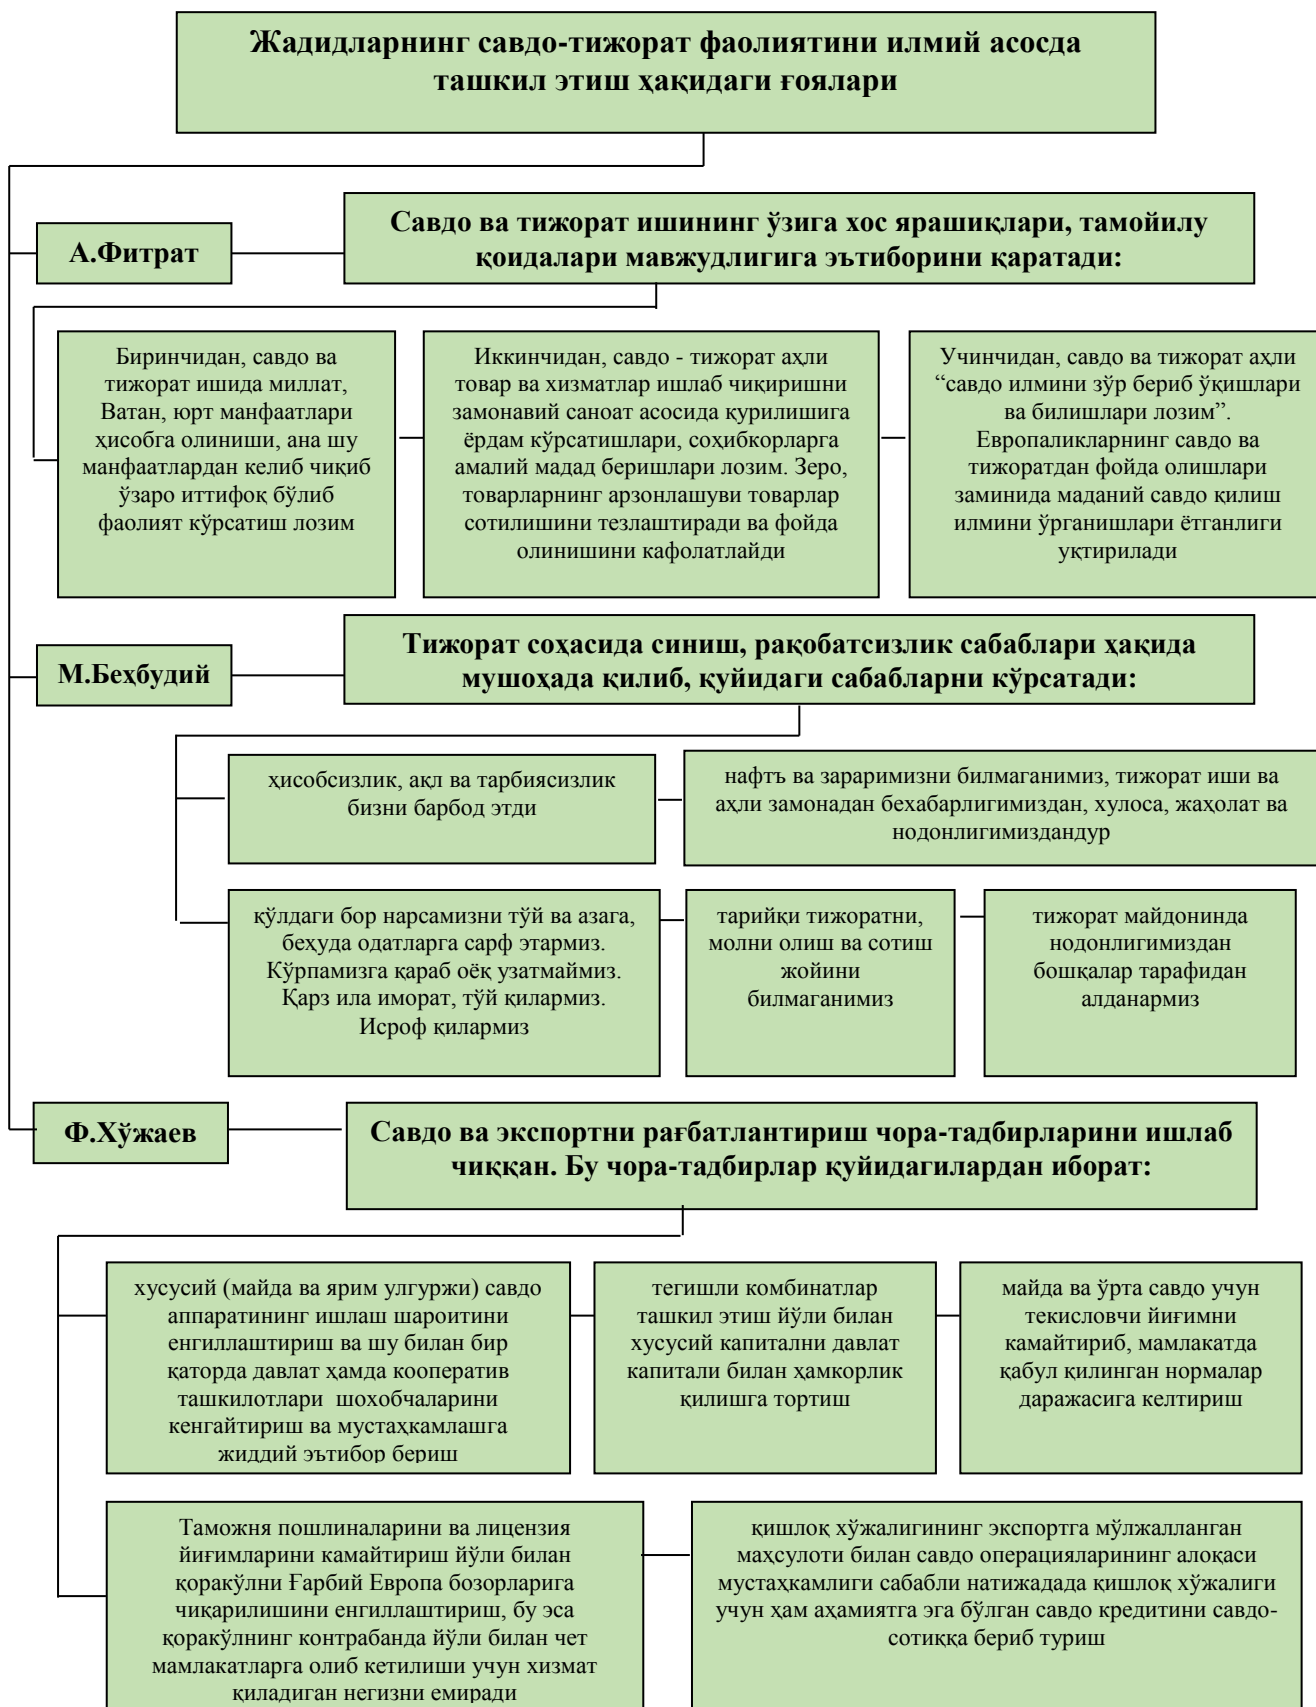 Жадидларнинг савдо-тижорат фаолиятини илмий асосда
ташкил этиш ҳақидаги ғоялари
А.Фитрат
Савдо ва тижорат ишининг ўзига хос ярашиқлари, тамойилу
қоидалари мавжудлигига эътиборини қаратади:
Биринчидан, савдо ва
тижорат ишида миллат,
Ватан, юрт манфаатлари
ҳисобга олиниши, ана шу
манфаатлардан келиб чиқиб
ўзаро иттифоқ бўлиб
фаолият кўрсатиш лозим
Иккинчидан, савдо - тижорат аҳли
товар ва хизматлар ишлаб чиқиришни
замонавий саноат асосида қурилишига
ёрдам кўрсатишлари, соҳибкорларга
амалий мадад беришлари лозим. Зеро,
товарларнинг арзонлашуви товарлар
сотилишини тезлаштиради ва фойда
олинишини кафолатлайди
Учинчидан, савдо ва тижорат аҳли
“савдо илмини зўр бериб ўқишлари
ва билишлари лозим”.
Европаликларнинг савдо ва
тижоратдан фойда олишлари
заминида маданий савдо қилиш
илмини ўрганишлари ётганлиги
уқтирилади
М.Беҳбудий
Тижорат соҳасида синиш, рақобатсизлик сабаблари ҳақида
мушоҳада қилиб, қуйидаги сабабларни кўрсатади:
ҳисобсизлик, ақл ва тарбиясизлик
бизни барбод этди
нафтъ ва зараримизни билмаганимиз, тижорат иши ва
аҳли замонадан бехабарлигимиздан, хулоса, жаҳолат ва
нодонлигимиздандур
қўлдаги бор нарсамизни тўй ва азага,
беҳуда одатларга сарф этармиз.
Кўрпамизга қараб оёқ узатмаймиз.
Қарз ила иморат, тўй қилармиз.
Исроф қилармиз
тарийқи тижоратни,
молни олиш ва сотиш
жойини
билмаганимиз
тижорат майдонинда
нодонлигимиздан
бошқалар тарафидан
алданармиз
Ф.Хўжаев
Савдо ва экспортни рағбатлантириш чора-тадбирларини ишлаб
чиққан. Бу чора-тадбирлар қуйидагилардан иборат:
хусусий (майда ва ярим улгуржи) савдо
аппаратининг ишлаш шароитини
енгиллаштириш ва шу билан бир
қаторда давлат ҳамда кооператив
ташкилотлари шохобчаларини
кенгайтириш ва мустаҳкамлашга
жиддий эътибор бериш
тегишли комбинатлар
ташкил этиш йўли билан
хусусий капитални давлат
капитали билан ҳамкорлик
қилишга тортиш
майда ва ўрта савдо учун
текисловчи йиғимни
камайтириб, мамлакатда
қабул қилинган нормалар
даражасига келтириш
Таможня пошлиналарини ва лицензия
йиғимларини камайтириш йўли билан
қоракўлни Ғарбий Европа бозорларига
чиқарилишини енгиллаштириш, бу эса
қоракўлнинг контрабанда йўли билан чет
мамлакатларга олиб кетилиши учун хизмат
қиладиган негизни емиради
қишлоқ хўжалигининг экспортга мўлжалланган
маҳсулоти билан савдо операцияларининг алоқаси
мустаҳкамлиги сабабли натижадада қишлоқ хўжалиги
учун ҳам аҳамиятга эга бўлган савдо кредитини савдо-
сотиққа бериб туриш